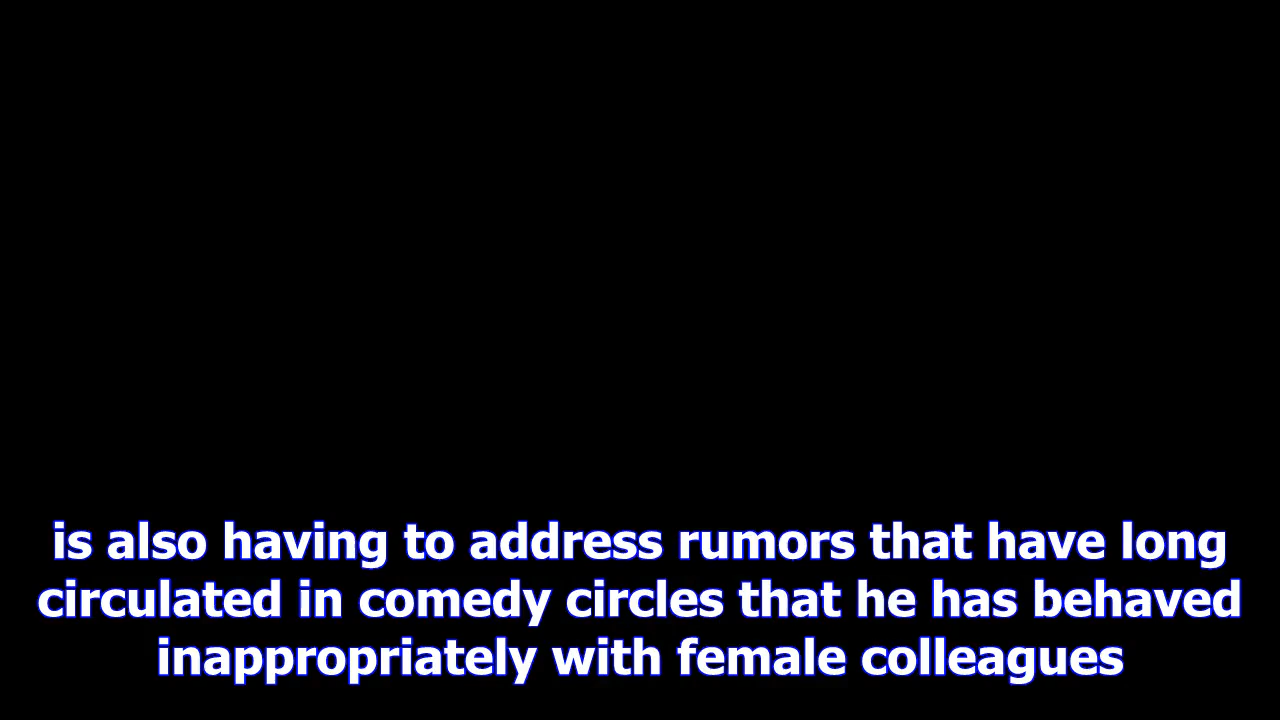 is also having to address rumors that have long
circulated in comedy circles that he has behaved
inappropriately with female colleagues